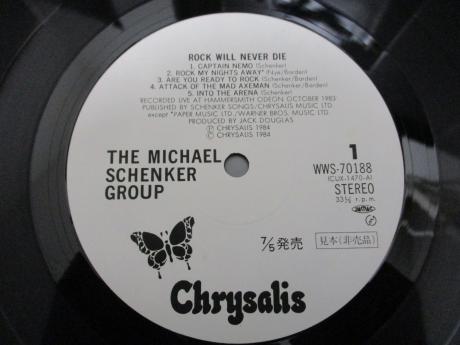 ROCK WILL NEVER DIE
1. CAPTAIN NEMO (Schenker)
2. ROCK MY NIGHTS AWAY* (Nye/Barden)
3. ARE YOU READY TO ROCK (Schenker/Barden)
4. ATTACK OF THE MAD AXEMAN (Schenker/Barden)
5. INTO THE ARENA (Schenker)
RECORDED LIVE AT HAMMERSMITH ODEON OCTOBER 1983
PUBLISHED BY SCHENKER SONGS/CHRYSALIS MUSIC LTD.
except *PAPER MUSIC LTD./WARNER BROS. MUSIC LTD.
PRODUCED BY JACK DOUGLAS
Ⓟ CHRYSALIS 1984
Ⓒ CHRYSALIS 1984
THE MICHAEL
SCHENKER
GROUP
1
WWS-70188
(CUX-1470-A)
STEREO
33⅓ r.p.m.
7/5 発売
見本(非売品)
Chrysalis